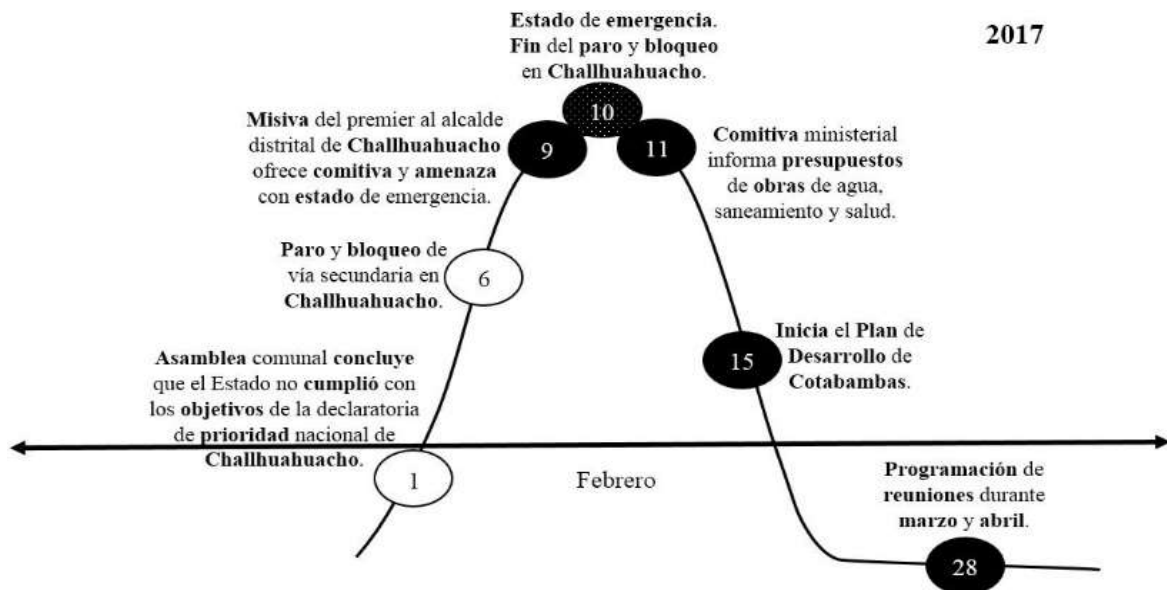 2017
Estado de emergencia.
Fin del paro y bloqueo
en Challhuahuacho.
10
Misiva del premier al alcalde
distrital de Challhuahuacho
ofrece comitiva y amenaza
con estado de emergencia.
9
11
Comitiva ministerial
informa presupuestos
de obras de agua,
saneamiento y salud.
Paro y bloqueo de
vía secundaria en
Challhuahuacho.
6
Inicia el Plan de
Desarrollo de
Cotabambas.
15
Asamblea comunal concluye
que el Estado no cumplió con
los objetivos de la declaratoria
de prioridad nacional de
Challhuahuacho.
1
Febrero
Programación de
reuniones durante
marzo y abril.
28